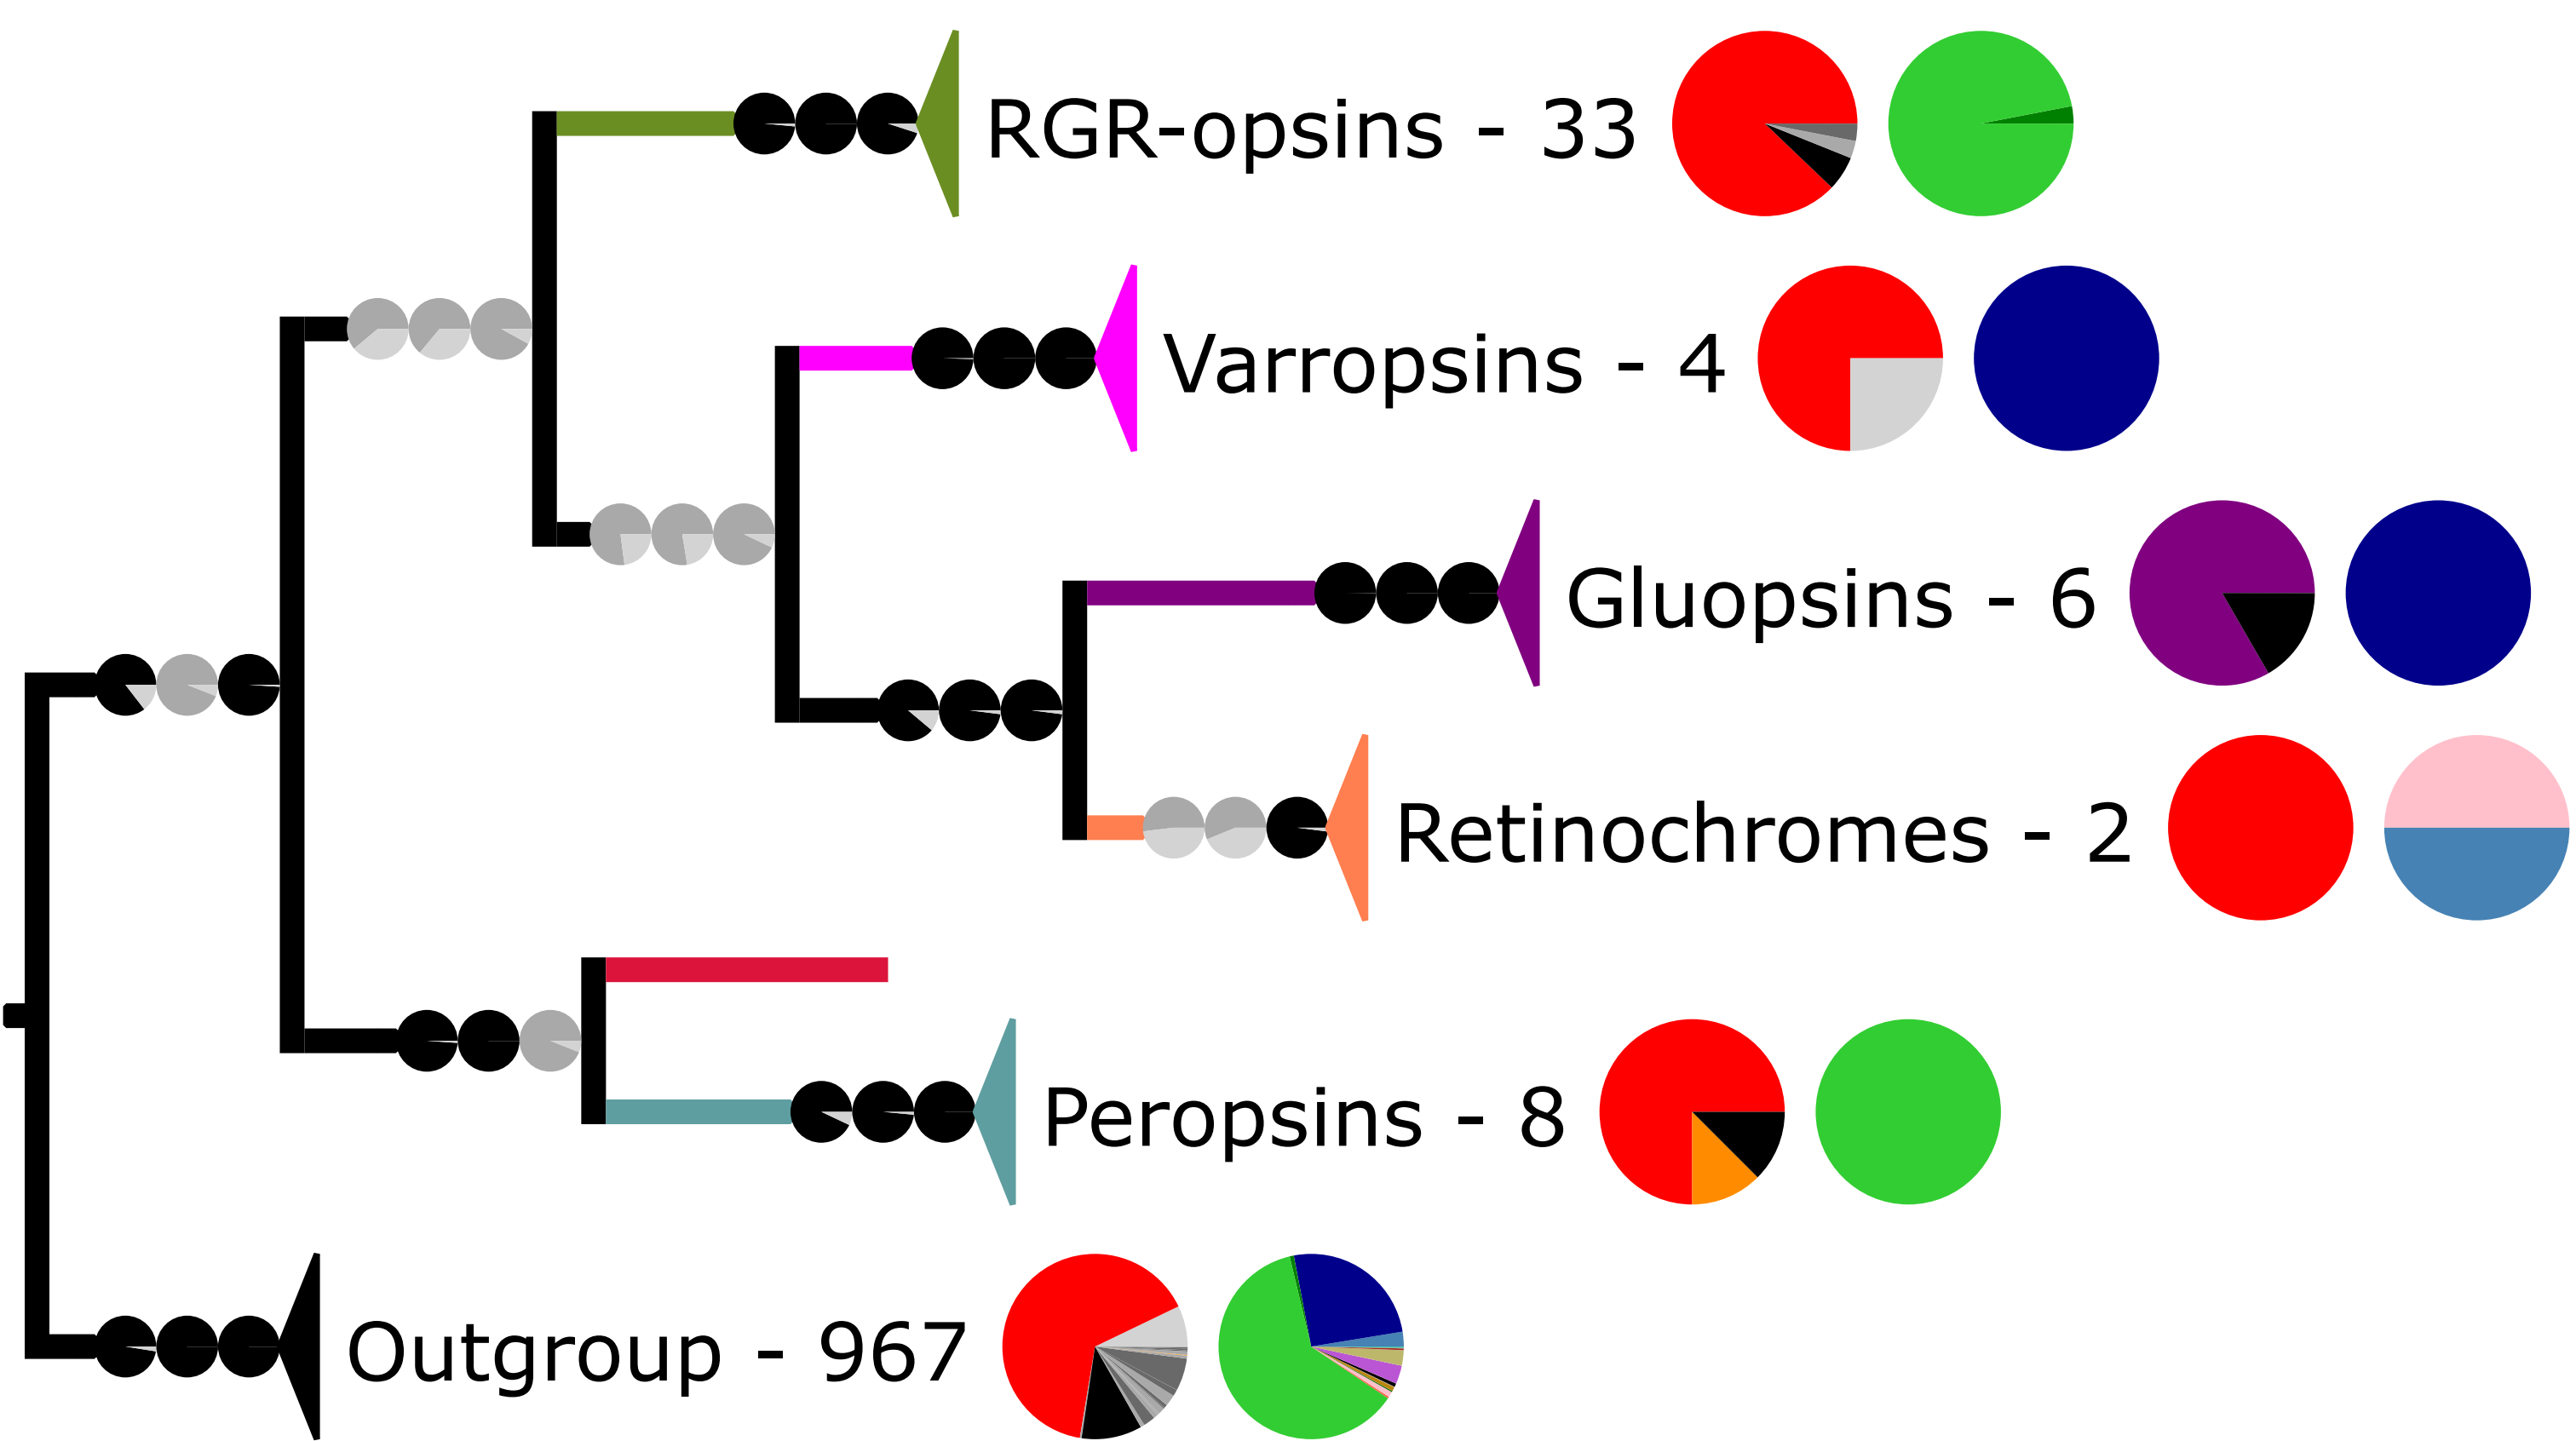 RGR-opsins - 33
Varropsins - 4
Gluopsins - 6
Retinochromes - 2
Peropsins - 8
Outgroup - 967